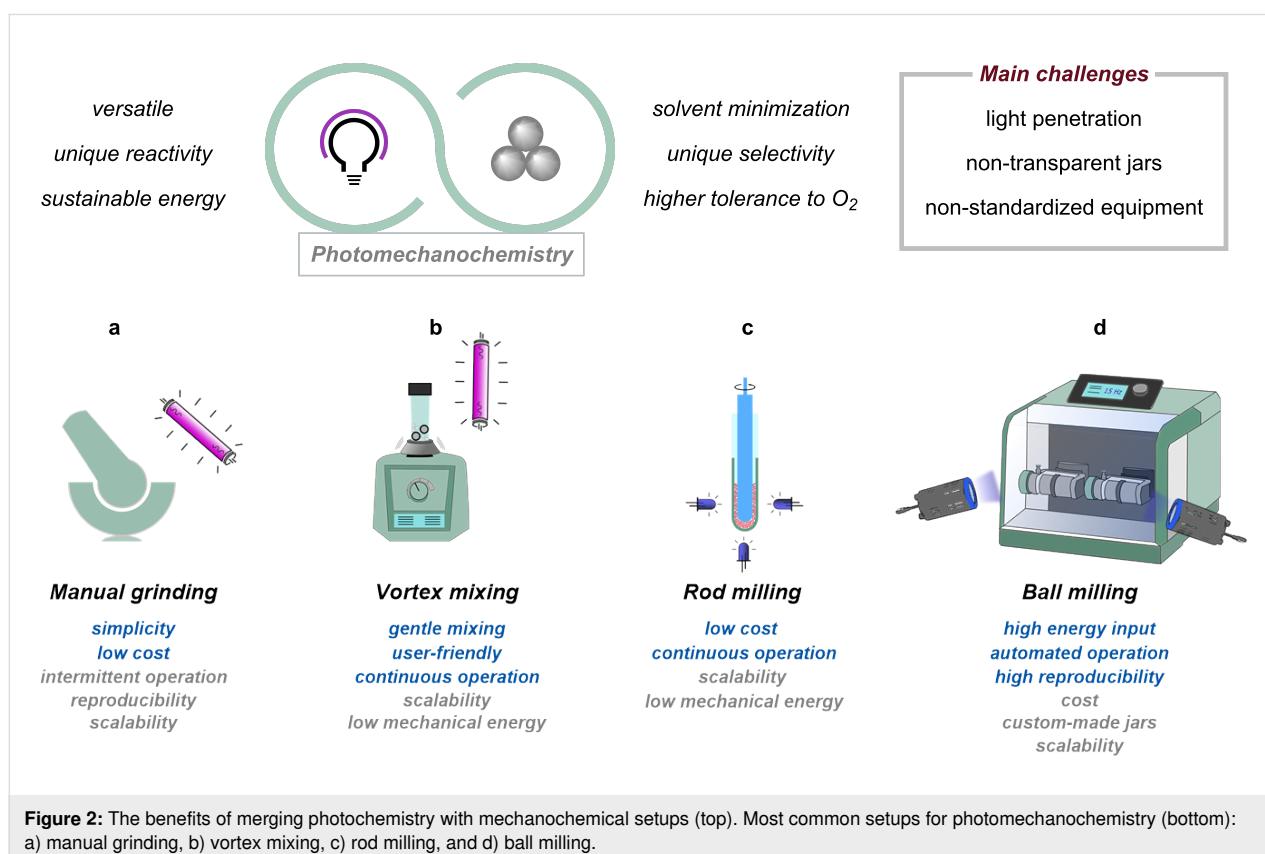 versatile
unique reactivity
sustainable energy
Photomechanochemistry
solvent minimization
unique selectivity
higher tolerance to O2
Main challenges
light penetration
non-transparent jars
non-standardized equipment
a
b
c
d
15 Hz
Manual grinding
simplicity
low cost
intermittent operation
reproducibility
scalability
Vortex mixing
gentle mixing
user-friendly
continuous operation
scalability
low mechanical energy
Rod milling
low cost
continuous operation
scalability
low mechanical energy
Ball milling
high energy input
automated operation
high reproducibility
cost
custom-made jars
scalability
Figure 2: The benefits of merging photochemistry with mechanochemical setups (top). Most common setups for photomechanochemistry (bottom):
a) manual grinding, b) vortex mixing, c) rod milling, and d) ball milling.